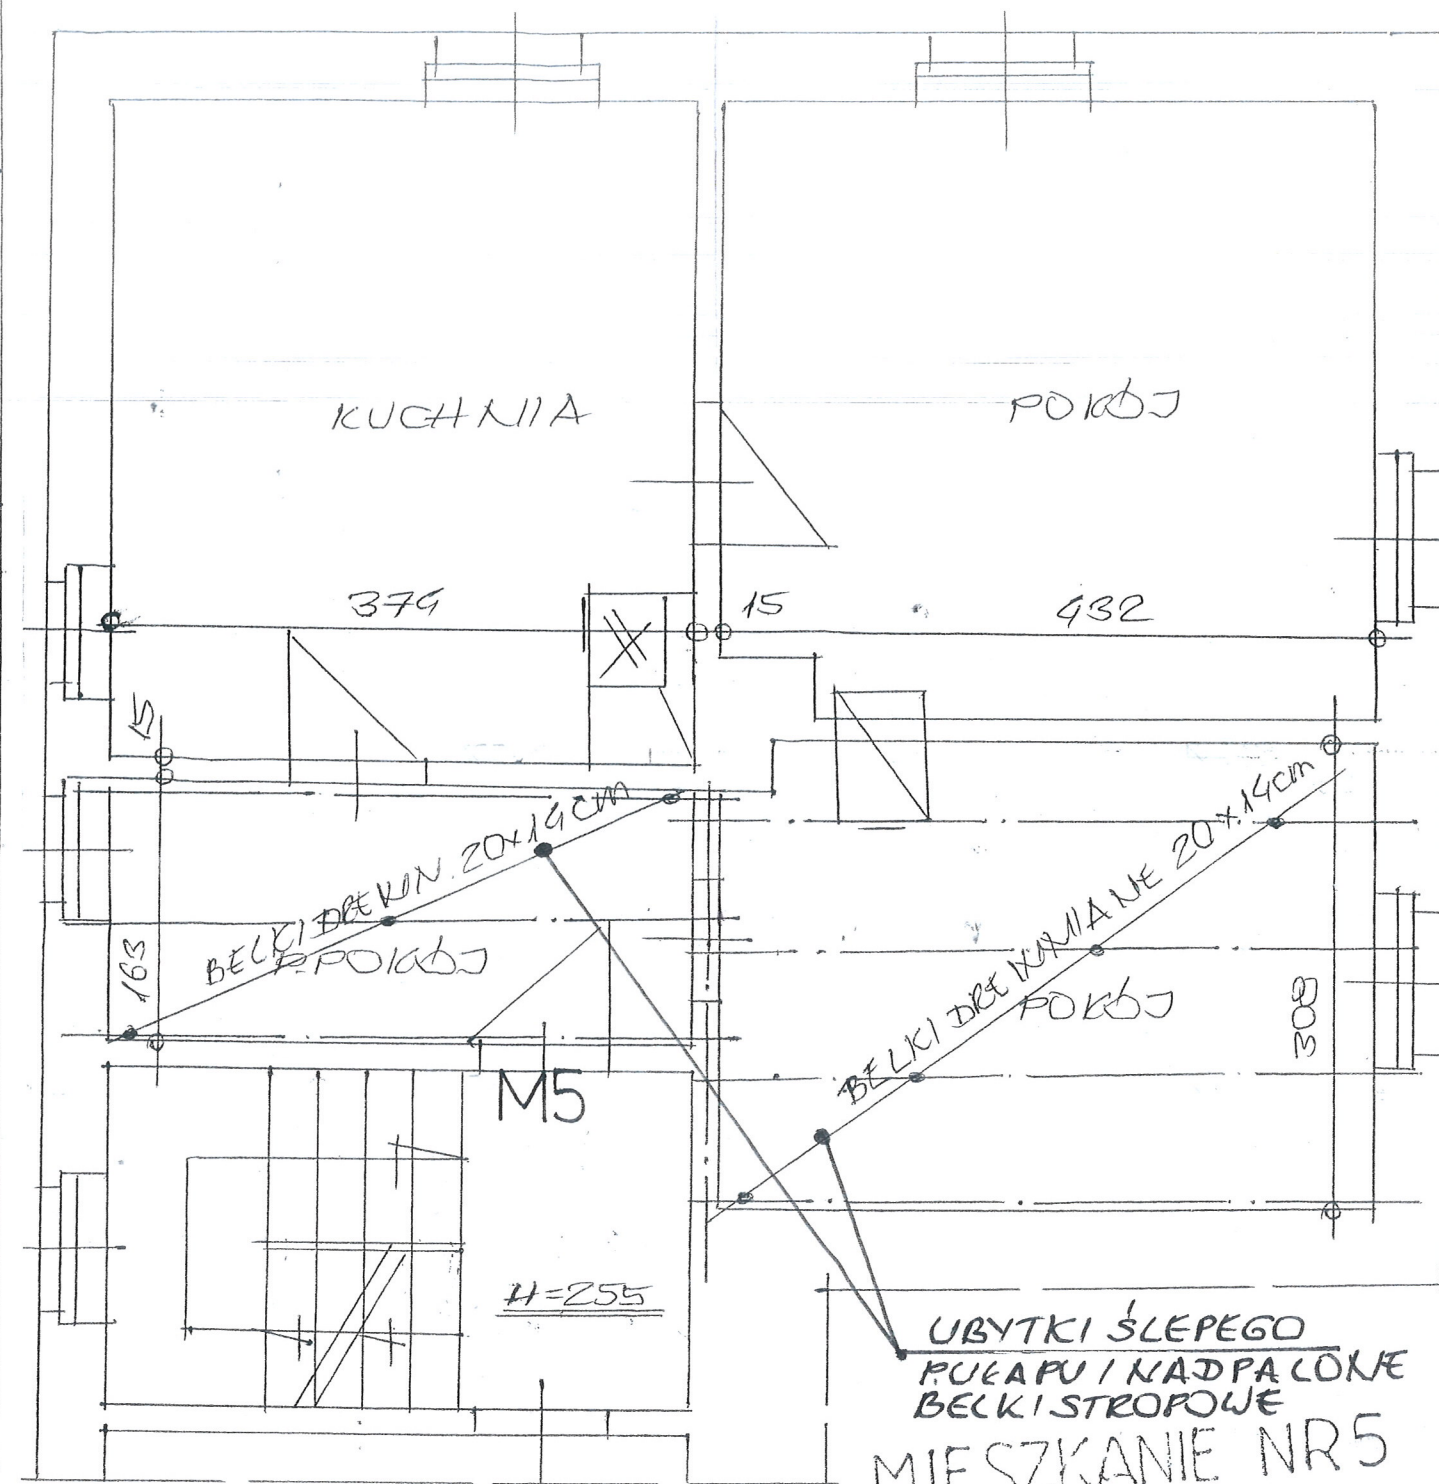 KUCHNIA
POKÓJ
374
15
432
15
BELKI DREWN. 20x14cm
BELKI DREWNIANE 20x14cm
163
P.POKÓJ
POKÓJ
308
M5
H=255
UBYTKI ŚLEPEGO
PUŁAPU I NADPALONE
BELKI STROPOWE
MIESZKANIE NR5